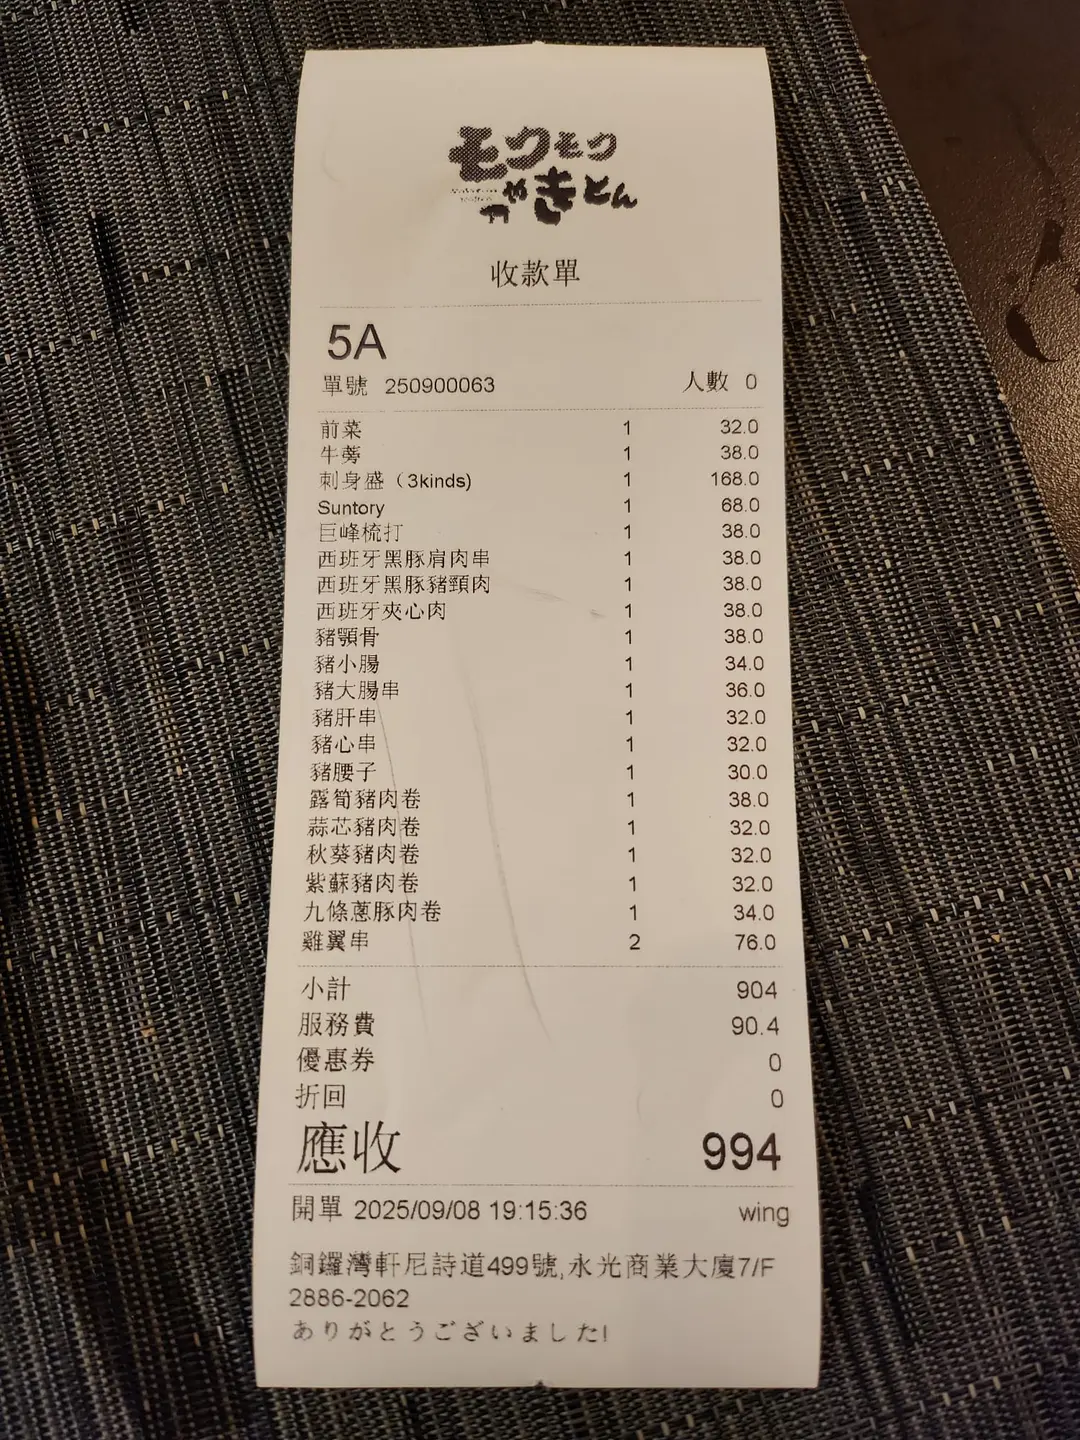 モクモク
やきとん
收款單
5A
單號 250900063 人數 0
前菜 1 32.0
牛蒡 1 38.0
刺身盛（3kinds) 1 168.0
Suntory 1 68.0
巨峰梳打 1 38.0
西班牙黑豚肩肉串 1 38.0
西班牙黑豚豬頸肉 1 38.0
西班牙夾心肉 1 38.0
豬顎骨 1 38.0
豬小腸 1 34.0
豬大腸串 1 36.0
豬肝串 1 32.0
豬心串 1 32.0
豬腰子 1 30.0
露筍豬肉卷 1 38.0
蒜芯豬肉卷 1 32.0
秋葵豬肉卷 1 32.0
紫蘇豬肉卷 1 32.0
九條蔥豚肉卷 1 34.0
雞翼串 2 76.0
小計 904
服務費 90.4
優惠券 0
折回 0
應收 994
開單 2025/09/08 19:15:36 wing
銅鑼灣軒尼詩道499號,永光商業大廈7/F
2886-2062
ありがとうございました!